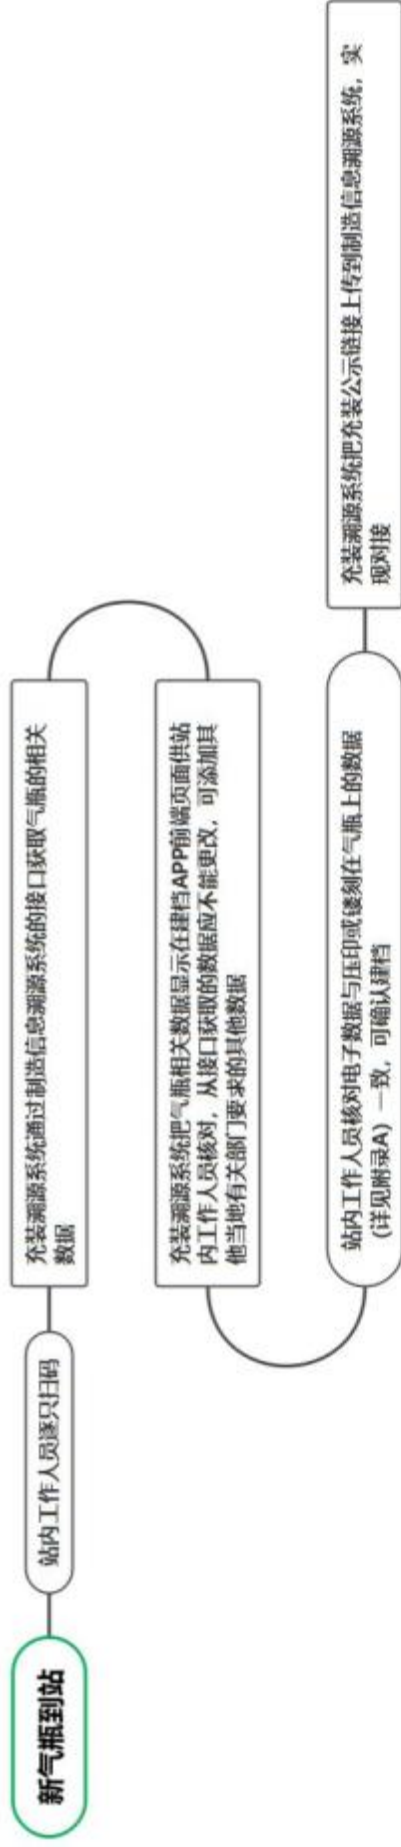 新气瓶到站
站内工作人员逐只扫码
充装溯源系统通过制造信息溯源系统的接口获取气瓶的相关
数据
充装溯源系统把气瓶相关数据显示在建档APP前端页面供站
内工作人员核对，从接口获取的数据应不能更改，可添加其
他当地有关部门要求的其他数据
站内工作人员核对电子数据与压印或镂刻在气瓶上的数据
(详见附录A）一致，可确认建档
充装溯源系统把充装公示链接上传到制造信息溯源系统，实
现对接